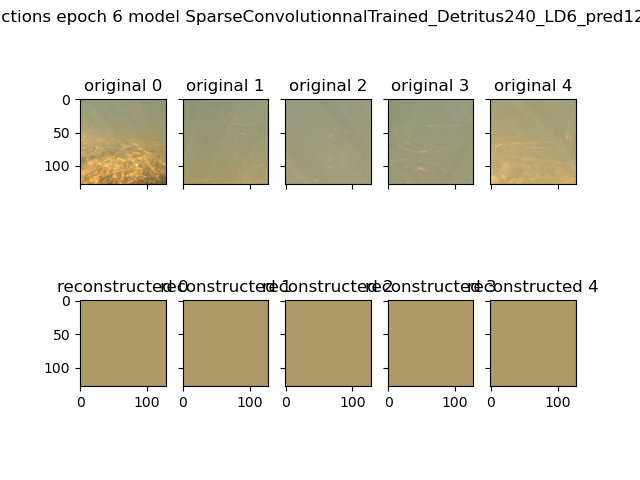 ctions epoch 6 model SparseConvolutionnalTrained_Detritus240_LD6_pred12
original 0 original 1 original 2 original 3 original 4
0
50
100
reconstructed 0 reconstructed 1 reconstructed 2 reconstructed 3 reconstructed 4
0
50
100
0 100 0 100 0 100 0 100 0 100